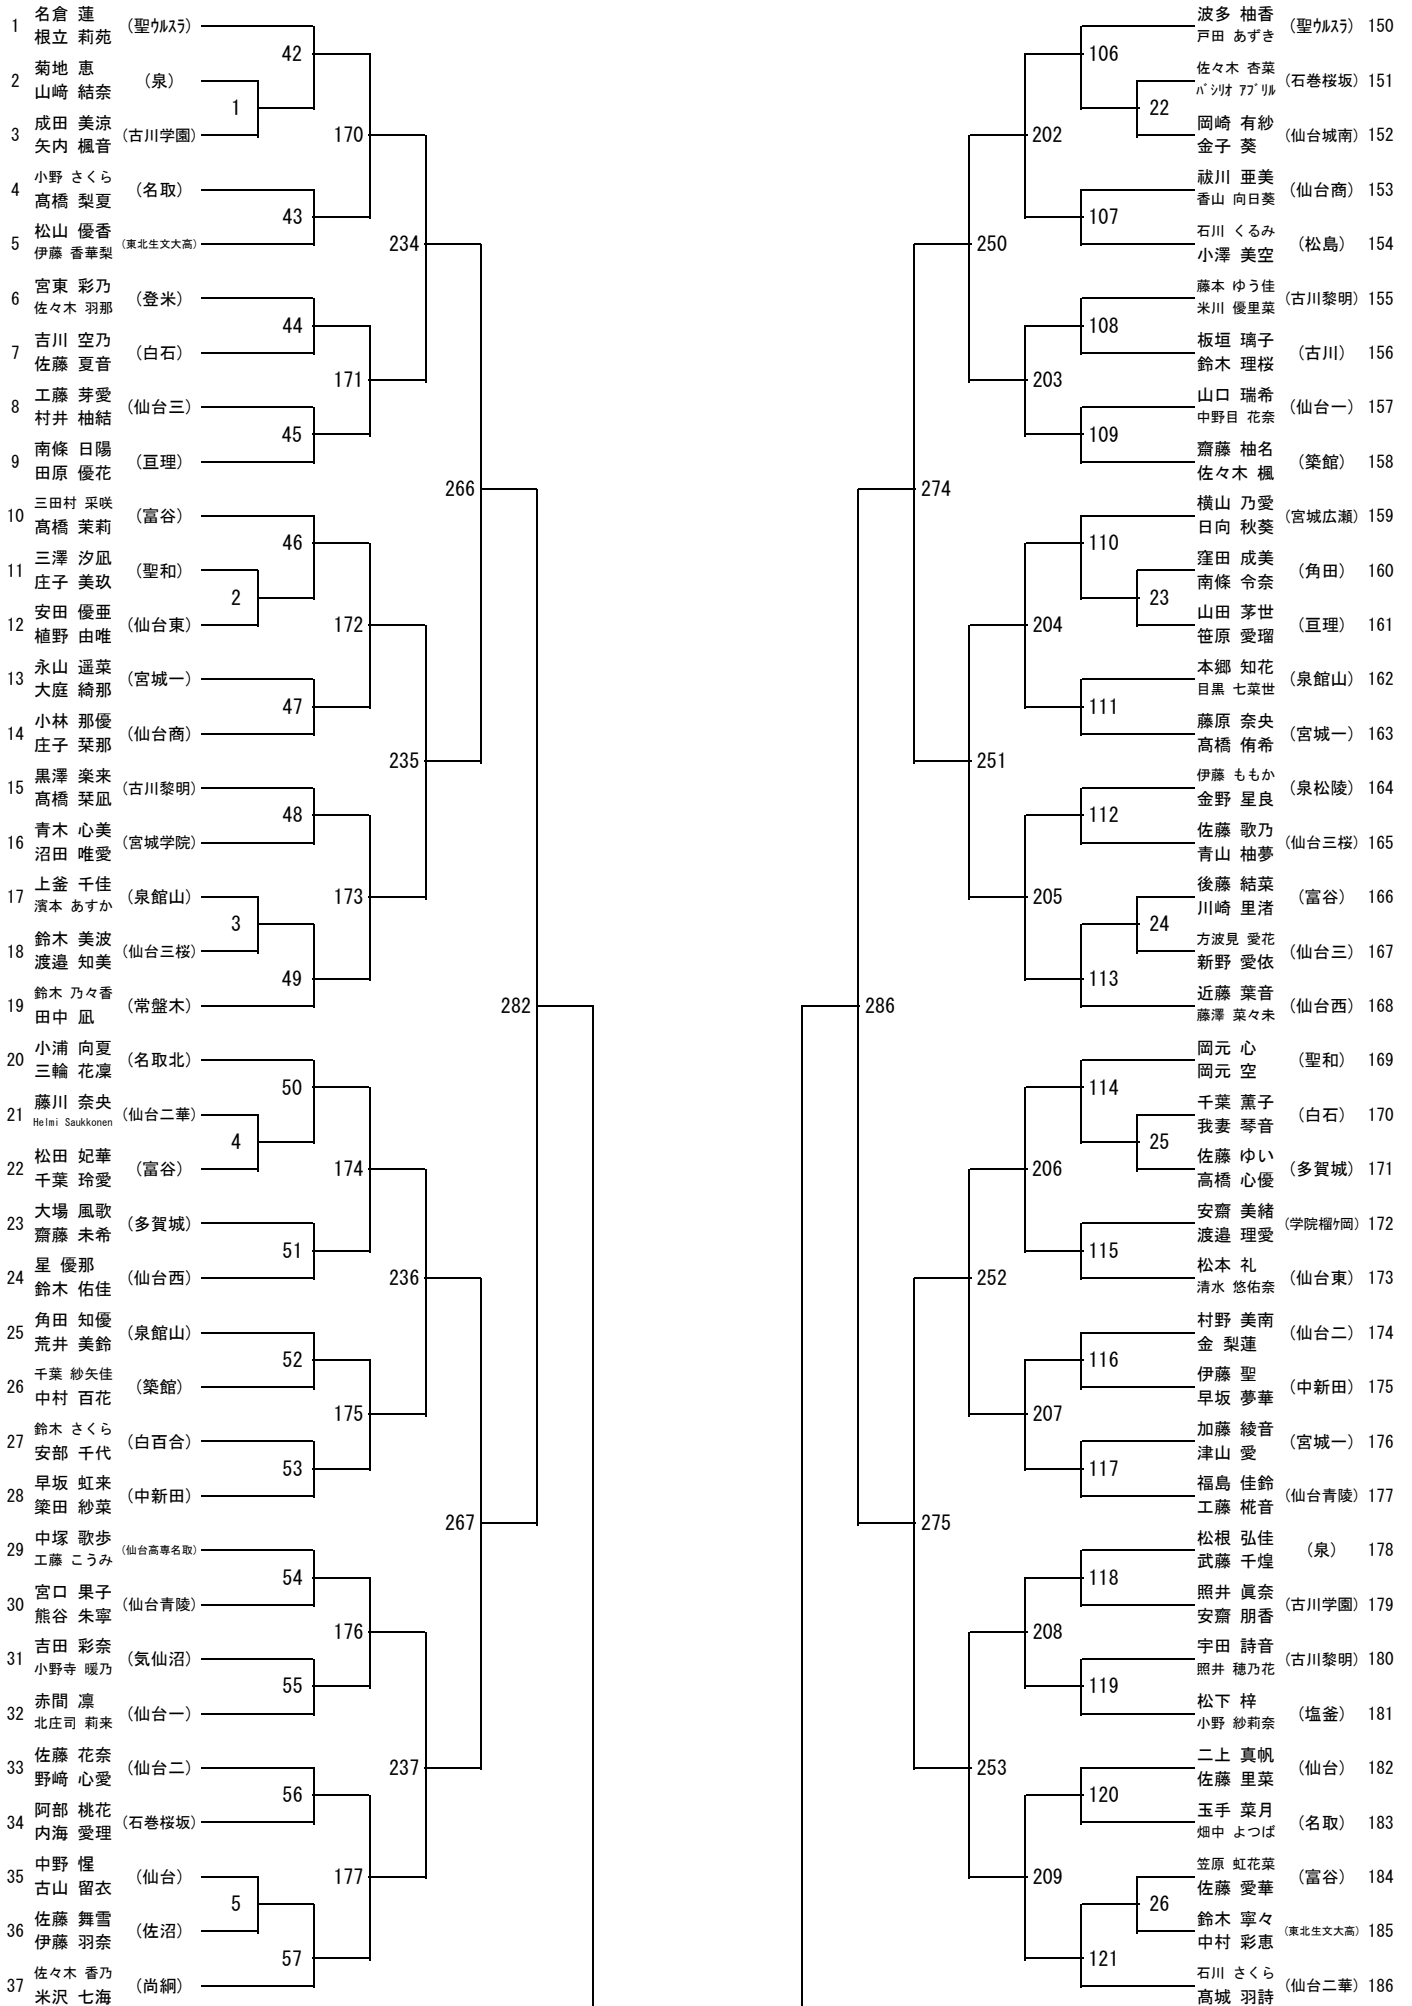 1 名倉 蓮 (聖ウルスラ)
根立 莉苑
2 菊地 恵 (泉)
山﨑 結奈
3 成田 美涼 (古川学園)
矢内 楓音
4 小野 さくら (名取)
髙橋 梨夏
5 松山 優香 (東北生文大高)
伊藤 香華梨
6 宮東 彩乃 (登米)
佐々木 羽那
7 吉川 空乃 (白石)
佐藤 夏音
8 工藤 芽愛 (仙台三)
村井 柚結
9 南條 日陽 (亘理)
田原 優花
10 三田村 采咲 (富谷)
髙橋 茉莉
11 三澤 汐凪 (聖和)
庄子 美玖
12 安田 優亜 (仙台東)
植野 由唯
13 永山 遥菜 (宮城一)
大庭 綺那
14 小林 那優 (仙台商)
庄子 栞那
15 黒澤 楽来 (古川黎明)
髙橋 栞凪
16 青木 心美 (宮城学院)
沼田 唯愛
17 上釜 千佳 (泉館山)
濱本 あすか
18 鈴木 美波 (仙台三桜)
渡邉 知美
19 鈴木 乃々香 (常盤木)
田中 凪
20 小浦 向夏 (名取北)
三輪 花凜
21 藤川 奈央 (仙台二華)
Helmi Saukkonen
22 松田 妃華 (富谷)
千葉 玲愛
23 大場 風歌 (多賀城)
齋藤 未希
24 星 優那 (仙台西)
鈴木 佑佳
25 角田 知優 (泉館山)
荒井 美鈴
26 千葉 紗矢佳 (築館)
中村 百花
27 鈴木 さくら (白百合)
安部 千代
28 早坂 虹来 (中新田)
簗田 紗菜
29 中塚 歌歩 (仙台高専名取)
工藤 こうみ
30 宮口 果子 (仙台青陵)
熊谷 朱寧
31 吉田 彩奈 (気仙沼)
小野寺 暖乃
32 赤間 凛 (仙台一)
北庄司 莉来
33 佐藤 花奈 (仙台二)
野﨑 心愛
34 阿部 桃花 (石巻桜坂)
内海 愛理
35 中野 惺 (仙台)
古山 留衣
36 佐藤 舞雪 (佐沼)
伊藤 羽奈
37 佐々木 香乃 (尚絅)
米沢 七海
1
2
3
4
5
42
43
44
45
46
47
48
49
50
51
52
53
54
55
56
57
170
171
172
173
174
175
176
177
234
235
236
237
266
267
282
286
274
275
250
251
252
253
202
203
204
205
206
207
208
209
106
107
108
109
110
111
112
113
114
115
116
117
118
119
120
121
22
23
24
25
26
波多 柚香 (聖ウルスラ) 150
戸田 あずき
佐々木 杏菜 (石巻桜坂) 151
バシリオ アブリル
岡崎 有紗 (仙台城南) 152
金子 葵
祓川 亜美 (仙台商) 153
香山 向日葵
石川 くるみ (松島) 154
小澤 美空
藤本 ゆう佳 (古川黎明) 155
米川 優里菜
板垣 璃子 (古川) 156
鈴木 理桜
山口 瑞希 (仙台一) 157
中野目 花奈
齋藤 柚名 (築館) 158
佐々木 楓
横山 乃愛 (宮城広瀬) 159
日向 秋葵
窪田 成美 (角田) 160
南條 令奈
山田 茅世 (亘理) 161
笹原 愛瑠
本郷 知花 (泉館山) 162
目黒 七菜世
藤原 奈央 (宮城一) 163
髙橋 侑希
伊藤 ももか (泉松陵) 164
金野 星良
佐藤 歌乃 (仙台三桜) 165
青山 柚夢
後藤 結菜 (富谷) 166
川崎 里渚
方波見 愛花 (仙台三) 167
新野 愛依
近藤 葉音 (仙台西) 168
藤澤 菜々未
岡元 心 (聖和) 169
岡元 空
千葉 薫子 (白石) 170
我妻 琴音
佐藤 ゆい (多賀城) 171
高橋 心優
安齋 美緒 (学院榴ケ岡) 172
渡邉 理愛
松本 礼 (仙台東) 173
清水 悠佑奈
村野 美南 (仙台二) 174
金 梨蓮
伊藤 聖 (中新田) 175
早坂 夢華
加藤 綾音 (宮城一) 176
津山 愛
福島 佳鈴 (仙台青陵) 177
工藤 椛音
松根 弘佳 (泉) 178
武藤 千煌
照井 眞奈 (古川学園) 179
安齋 朋香
宇田 詩音 (古川黎明) 180
照井 穂乃花
松下 梓 (塩釜) 181
小野 紗莉奈
二上 真帆 (仙台) 182
佐藤 里菜
玉手 菜月 (名取) 183
畑中 よつば
笠原 虹花菜 (富谷) 184
佐藤 愛華
鈴木 寧々 (東北生文大高) 185
中村 彩恵
石川 さくら (仙台二華) 186
髙城 羽詩